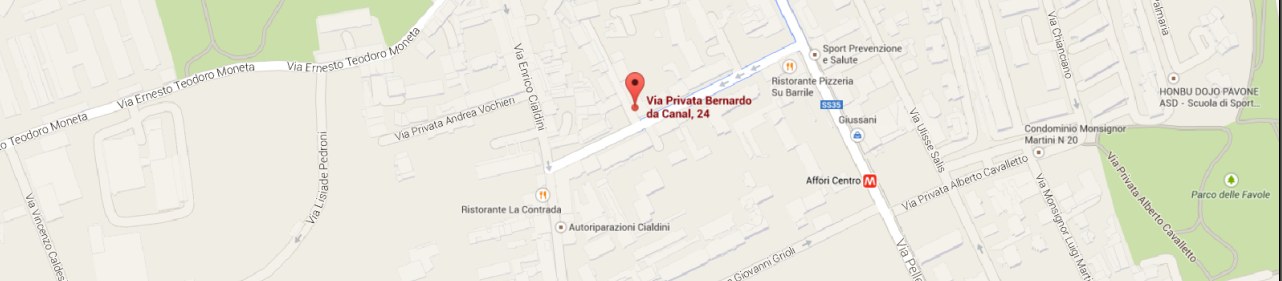 Via Ernesto Teodoro Moneta
Via Ernesto Teodoro Moneta
o Teodoro Moneta
Via Vincenzo Caldes
Via Lisiade Pedroni
Via Privata Andrea Vochieri
Via Enrico Cialdini
Via Privata Bernardo
da Canal, 24
Ristorante La Contrada
Autoriparazioni Cialdini
Sport Prevenzione
e Salute
Ristorante Pizzeria
Su Barrile
SS35
Giussani
Affori Centro
M
a Giovanni Grioli
Via Pelle
Via Ulisse Salis
Via Privata Alberto Cavalletto
Via Chianciano
Palmaria
HONBU DOJO PAVONE
ASD - Scuola di Sport...
Condominio Monsignor
Martini N 20
Via Monsignor Luigi Mart
Via Privata Alberto Cavalletto
Parco delle Favole